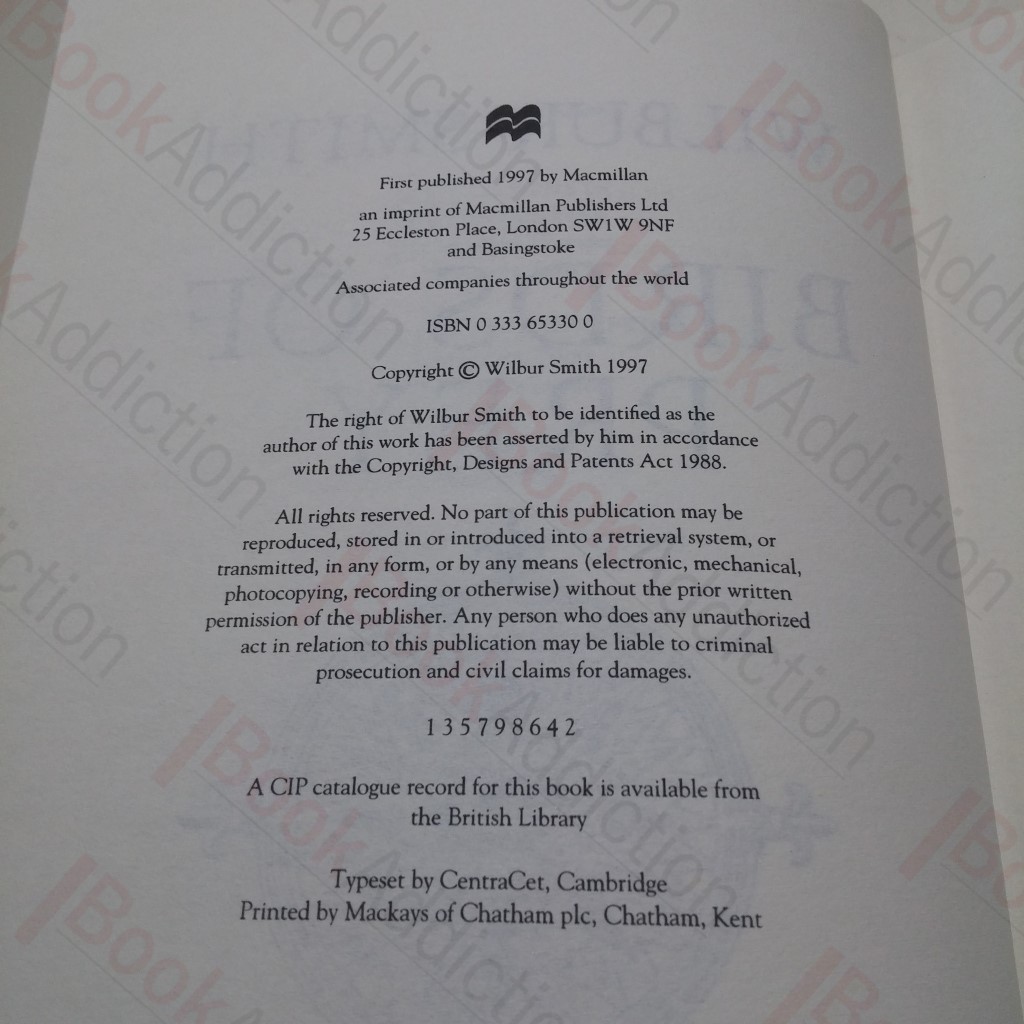 First published 1997 by Macmillan
an imprint of Macmillan Publishers Ltd
25 Eccleston Place, London SW1W 9NF
and Basingstoke
Associated companies throughout the world
ISBN 0 333 65330 0
Copyright © Wilbur Smith 1997
The right of Wilbur Smith to be identified as the
author of this work has been asserted by him in accordance
with the Copyright, Designs and Patents Act 1988.
All rights reserved. No part of this publication may be
reproduced, stored in or introduced into a retrieval system, or
transmitted, in any form, or by any means (electronic, mechanical,
photocopying, recording or otherwise) without the prior written
permission of the publisher. Any person who does any unauthorized
act in relation to this publication may be liable to criminal
prosecution and civil claims for damages.
1 3 5 7 9 8 6 4 2
A CIP catalogue record for this book is available from
the British Library
Typeset by CentraCet, Cambridge
Printed by Mackays of Chatham plc, Chatham, Kent
BookAddiction
BookAddiction
BookAddiction
BookAddiction
BookAddiction
BookAddiction
BookAddiction